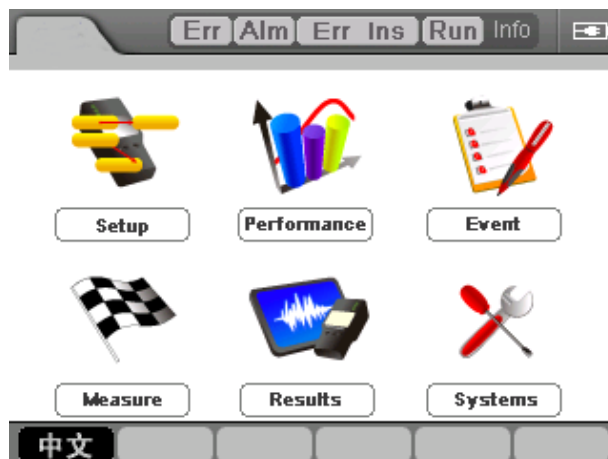 Err Alm Err Ins Run Info
Setup Performance Event
Measure Results Systems
中文